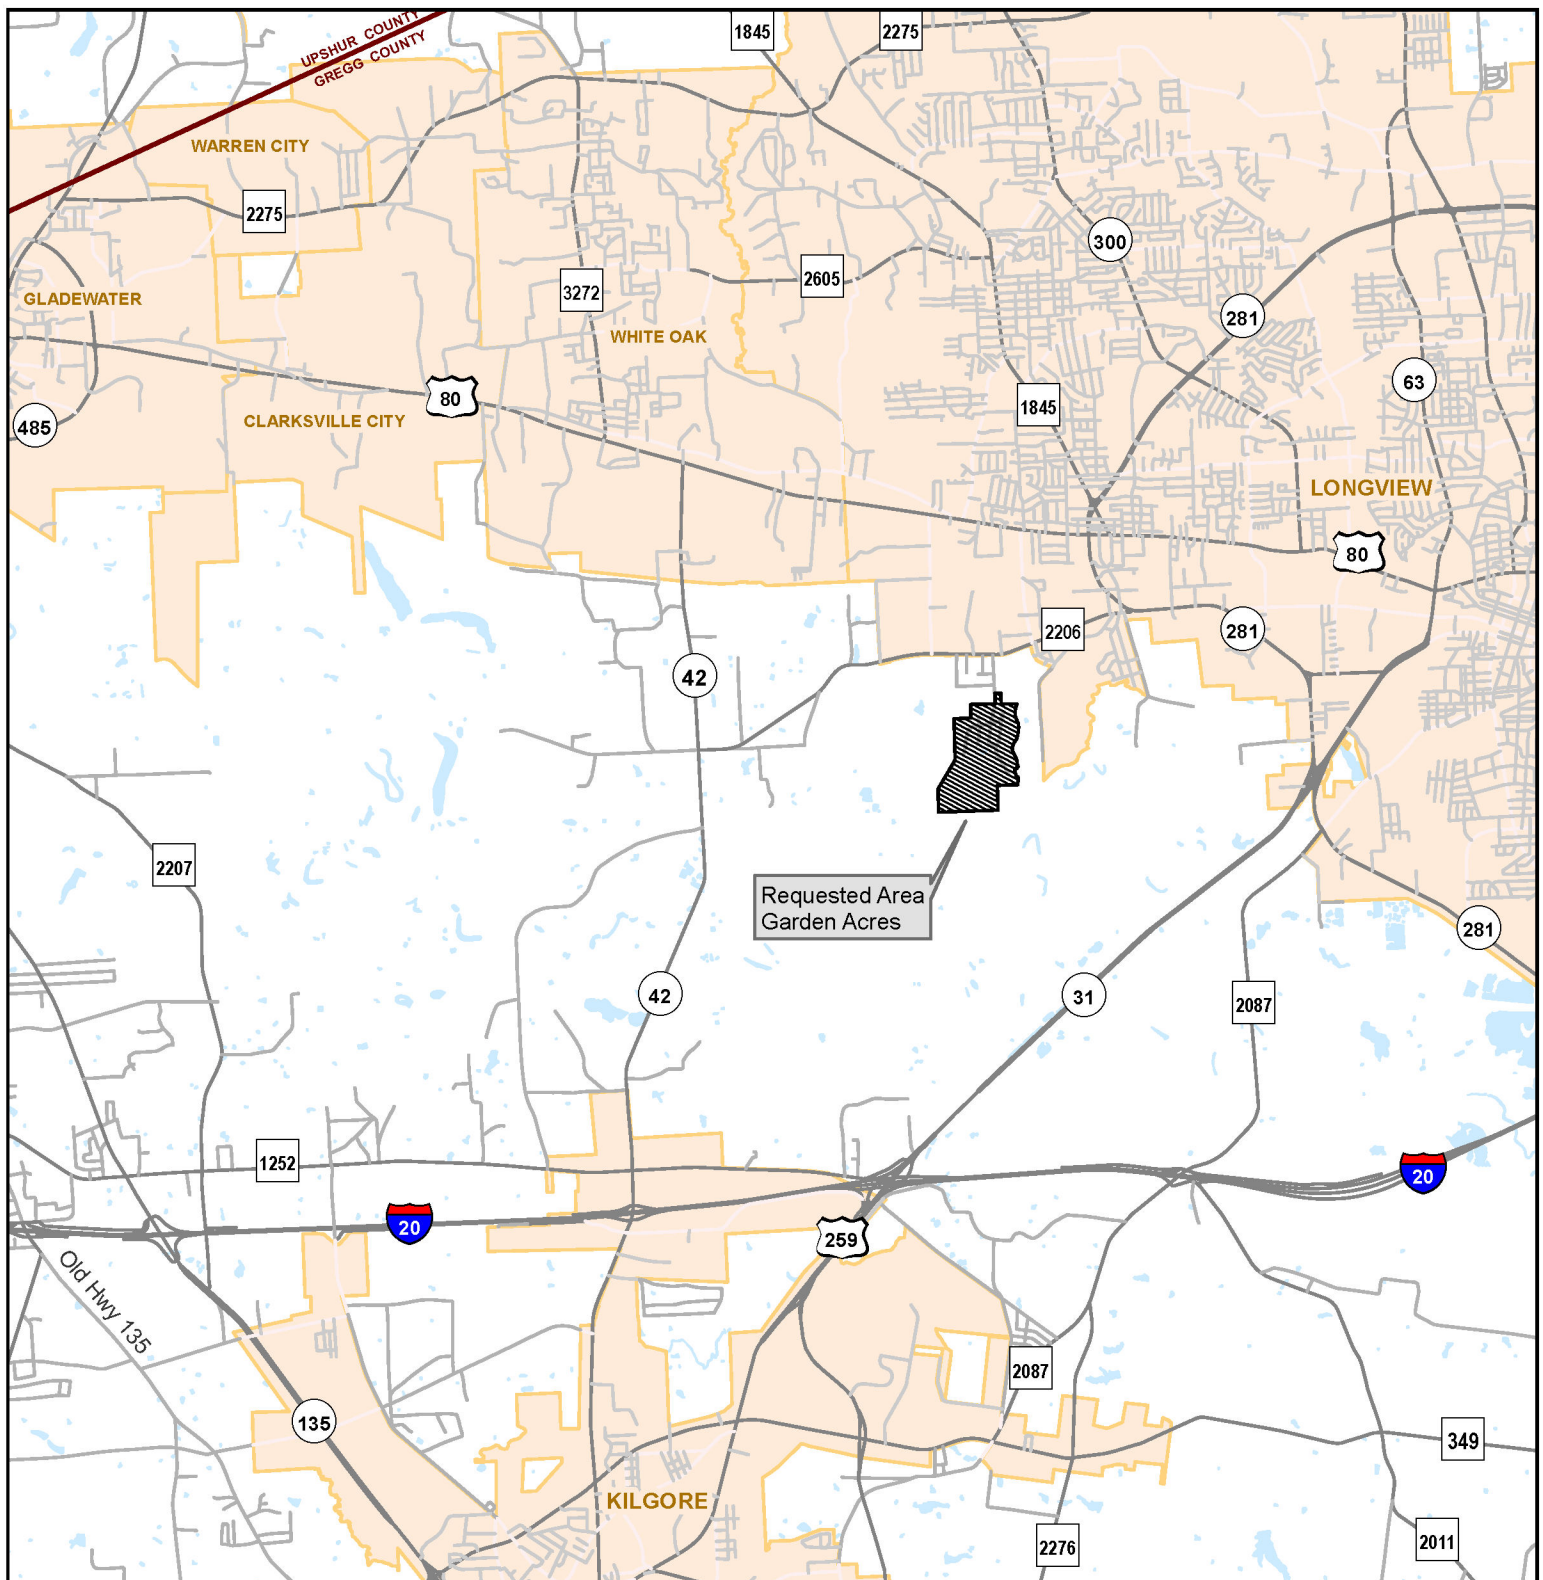 1845
2275
UPSHUR COUNTY
GREGG COUNTY
WARREN CITY
2275
300
GLADEWATER
3272
2605
281
WHITE OAK
80
63
1845
CLARKSVILLE CITY
485
LONGVIEW
80
2206
281
42
2207
Requested Area
Garden Acres
281
42
31
2087
1252
20
20
259
Old Hwy 135
2087
135
349
KILGORE
2276
2011